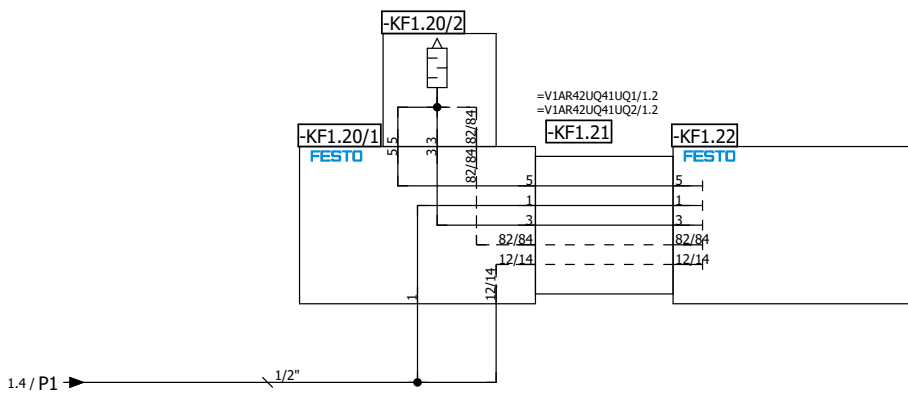 -KF1.20/2
=V1AR42UQ41UQ1/1.2
=V1AR42UQ41UQ2/1.2
-KF1.20/1
5
3
82/84
-KF1.21
-KF1.22
FESTO
5
3
82/84
FESTO
5
5
1
1
3
3
82/84
82/84
12/14
12/14
1
12/14
1.4 / P1
1/2"